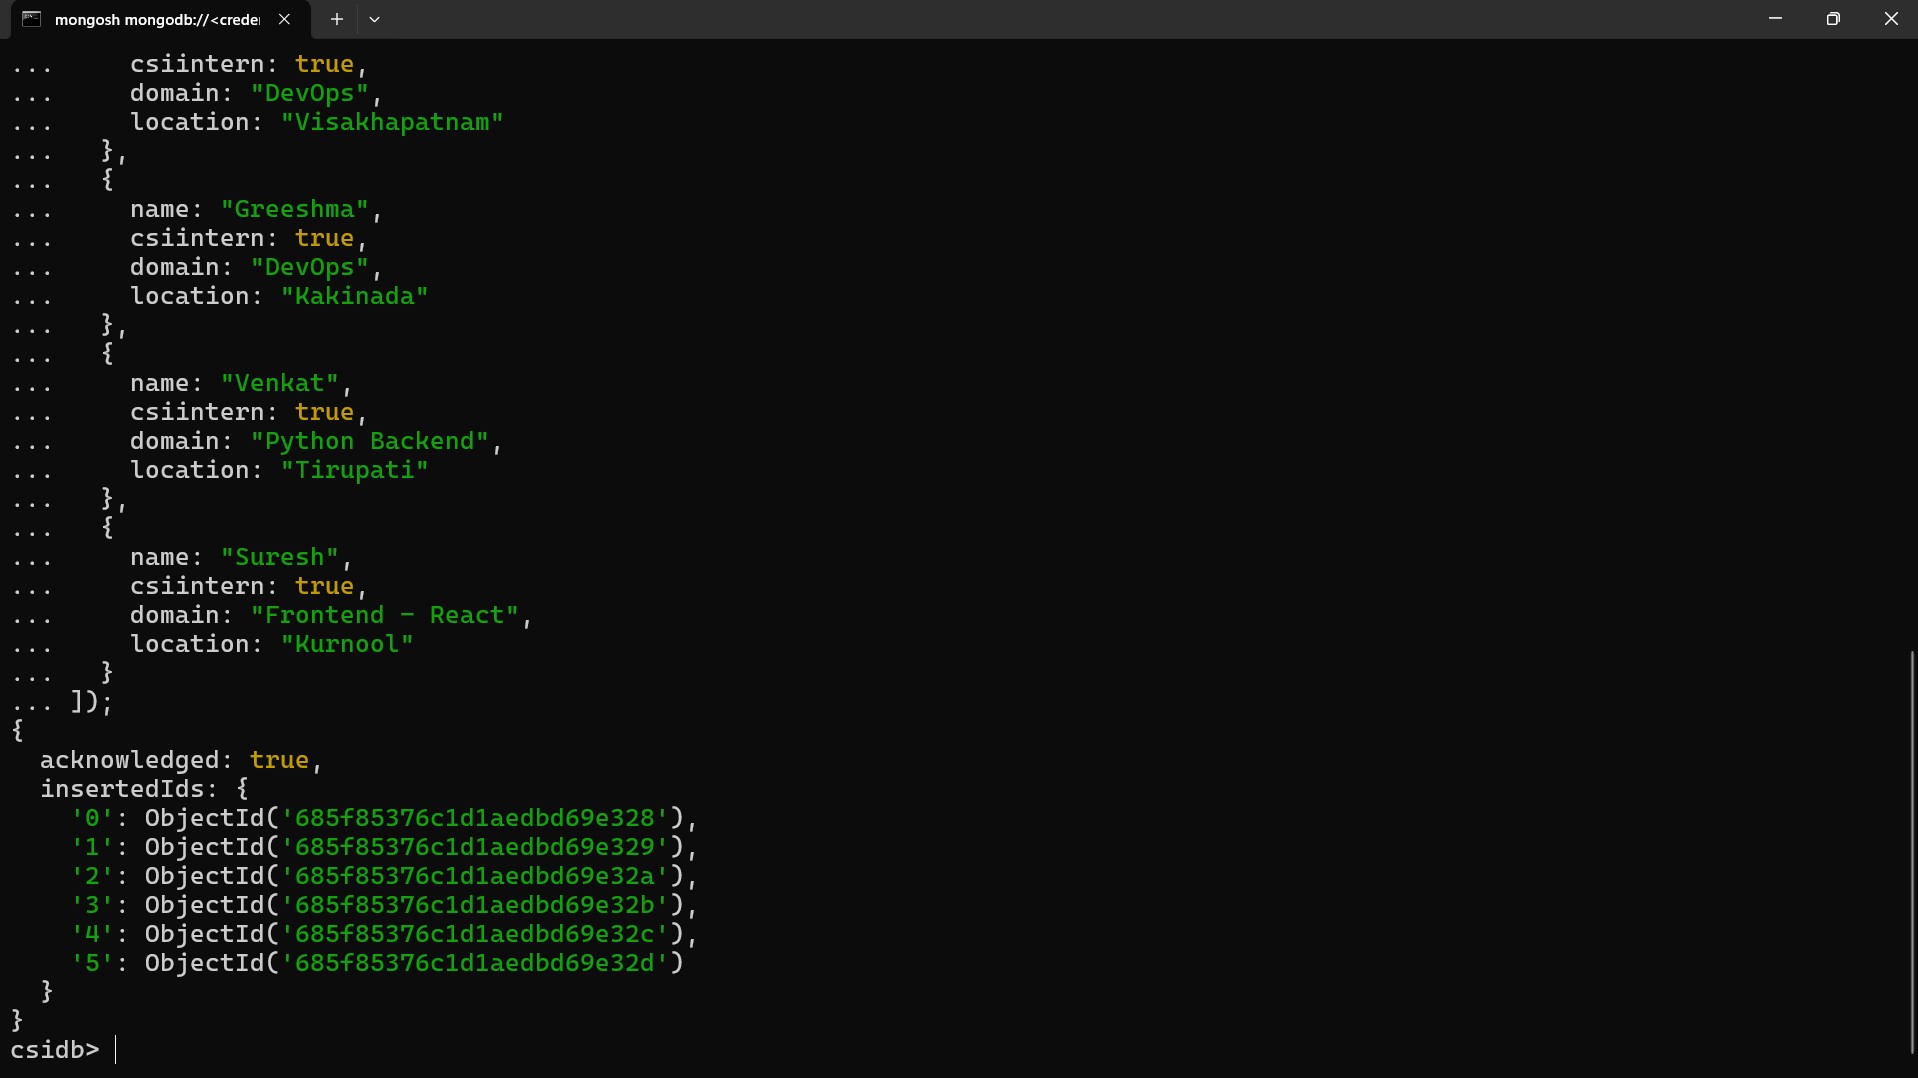 mongosh mongodb://<creder
...     csiintern: true,
...     domain: "DevOps",
...     location: "Visakhapatnam"
...   },
...   {
...     name: "Greeshma",
...     csiintern: true,
...     domain: "DevOps",
...     location: "Kakinada"
...   },
...   {
...     name: "Venkat",
...     csiintern: true,
...     domain: "Python Backend",
...     location: "Tirupati"
...   },
...   {
...     name: "Suresh",
...     csiintern: true,
...     domain: "Frontend - React",
...     location: "Kurnool"
...   }
... ]);
{
  acknowledged: true,
  insertedIds: {
    '0': ObjectId('685f85376c1d1aedbd69e328'),
    '1': ObjectId('685f85376c1d1aedbd69e329'),
    '2': ObjectId('685f85376c1d1aedbd69e32a'),
    '3': ObjectId('685f85376c1d1aedbd69e32b'),
    '4': ObjectId('685f85376c1d1aedbd69e32c'),
    '5': ObjectId('685f85376c1d1aedbd69e32d')
  }
}
csidb>